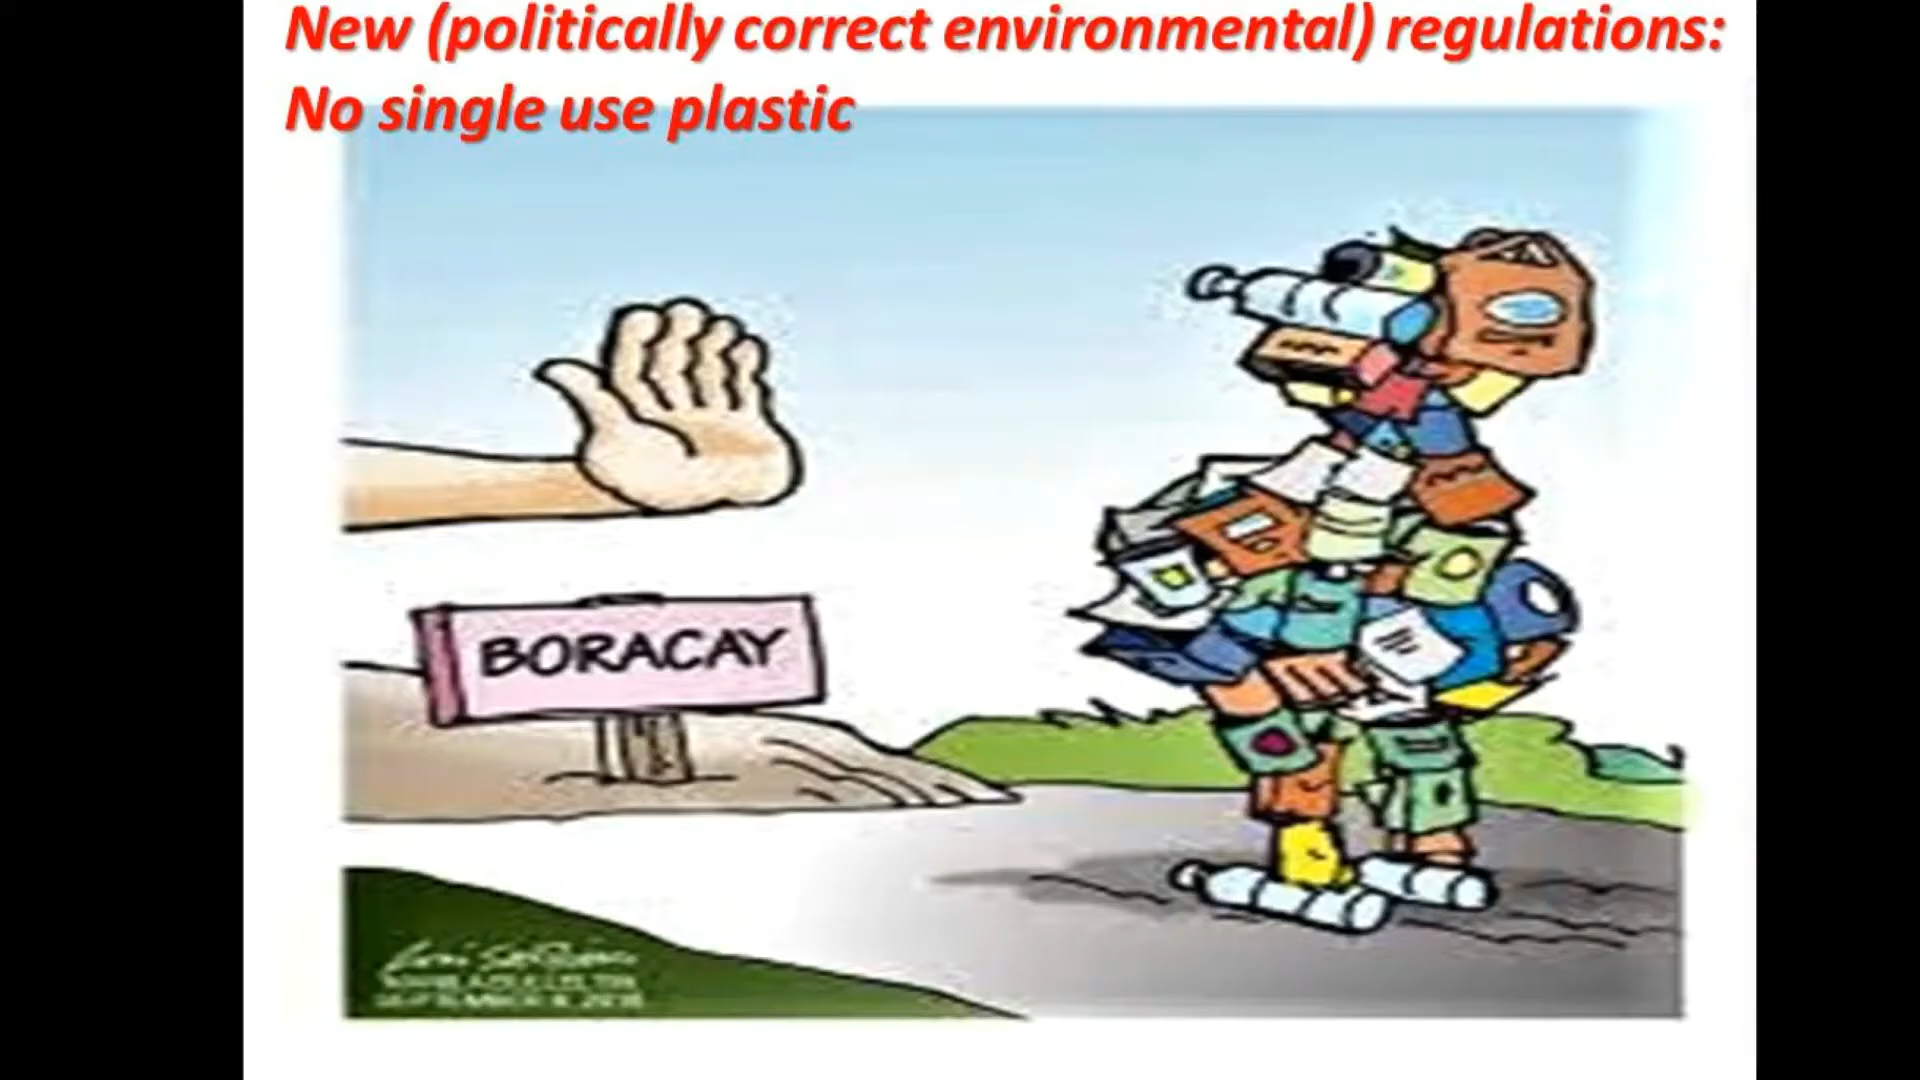 New (politically correct environmental) regulations:
No single use plastic
BORACAY